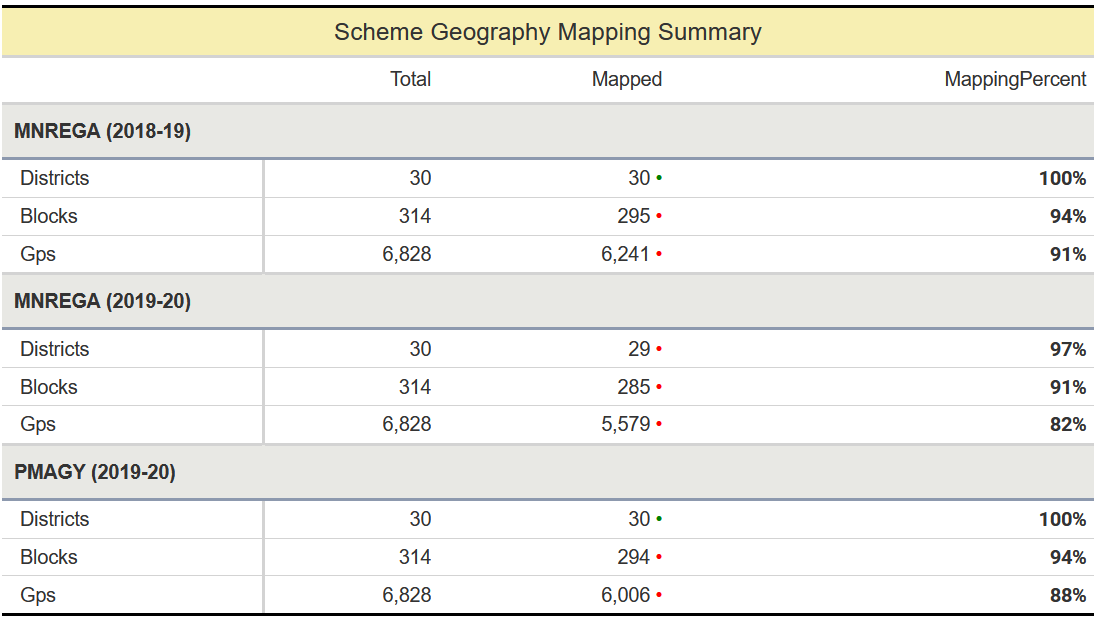 Scheme Geography Mapping Summary
Total Mapped MappingPercent
MNREGA (2018-19)
Districts 30 30 • 100%
Blocks 314 295 • 94%
Gps 6,828 6,241 • 91%
MNREGA (2019-20)
Districts 30 29 • 97%
Blocks 314 285 • 91%
Gps 6,828 5,579 • 82%
PMAGY (2019-20)
Districts 30 30 • 100%
Blocks 314 294 • 94%
Gps 6,828 6,006 • 88%